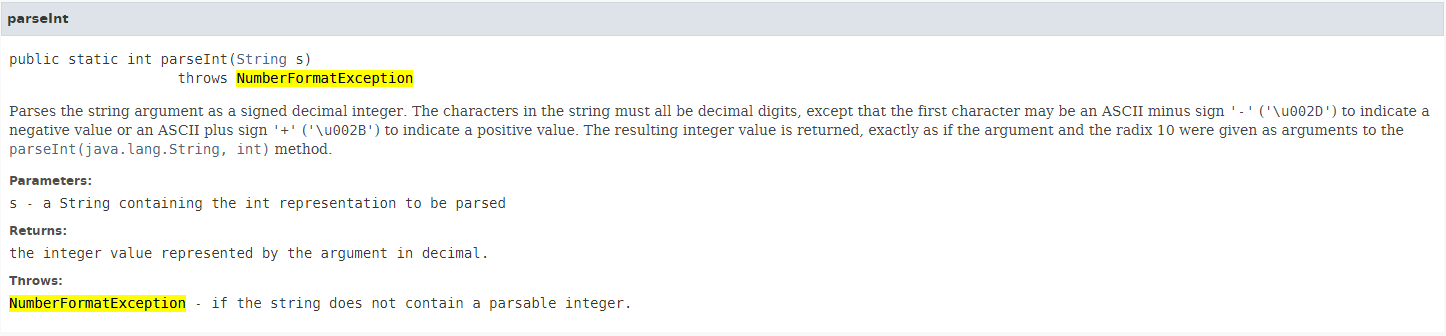 parseInt
public static int parseInt(String s)
throws NumberFormatException
Parses the string argument as a signed decimal integer. The characters in the string must all be decimal digits, except that the first character may be an ASCII minus sign '-' ('\u002D') to indicate a
negative value or an ASCII plus sign '+' ('\u002B') to indicate a positive value. The resulting integer value is returned, exactly as if the argument and the radix 10 were given as arguments to the
parseInt(java.lang.String, int) method.
Parameters:
s - a String containing the int representation to be parsed
Returns:
the integer value represented by the argument in decimal.
Throws:
NumberFormatException - if the string does not contain a parsable integer.